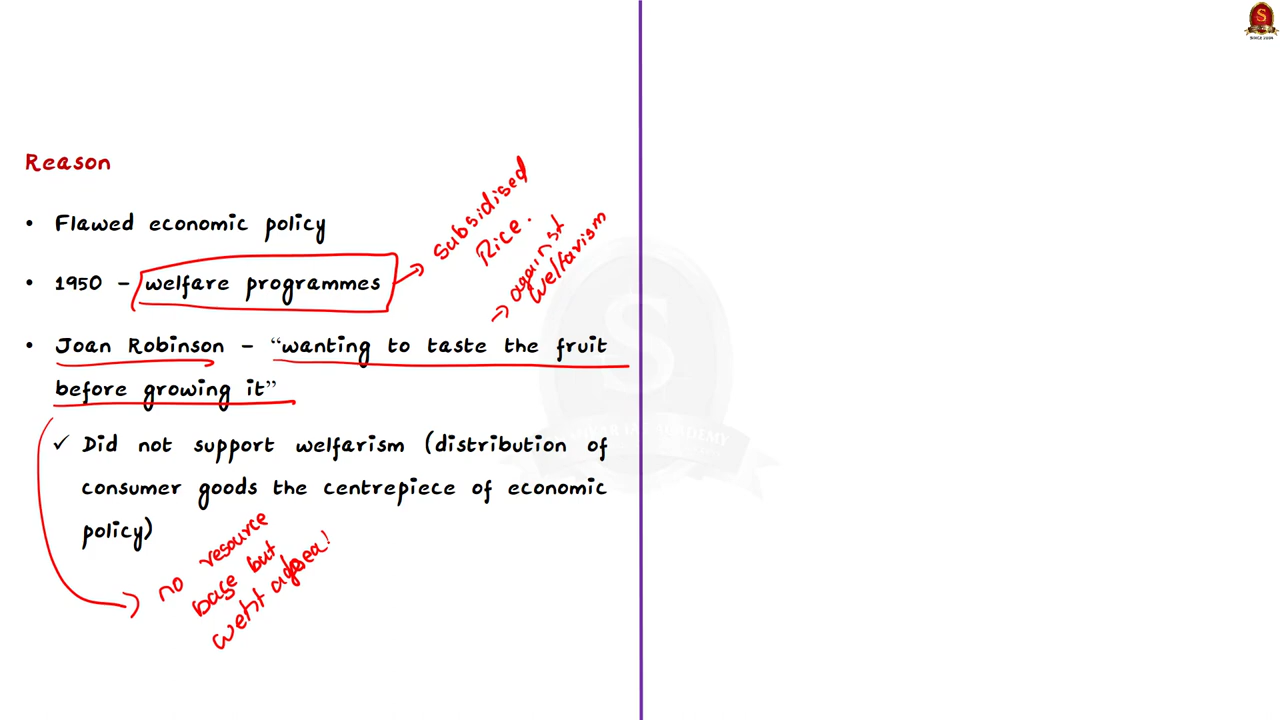 SINCE 2004
Reason
• Flawed economic policy
Subsidised
Rice.
• 1950 – welfare programmes
→ against
welfarism
• Joan Robinson – “wanting to taste the fruit
before growing it”
✓ Did not support welfarism (distribution of
consumer goods the centrepiece of economic
policy)
no resource
base but
went